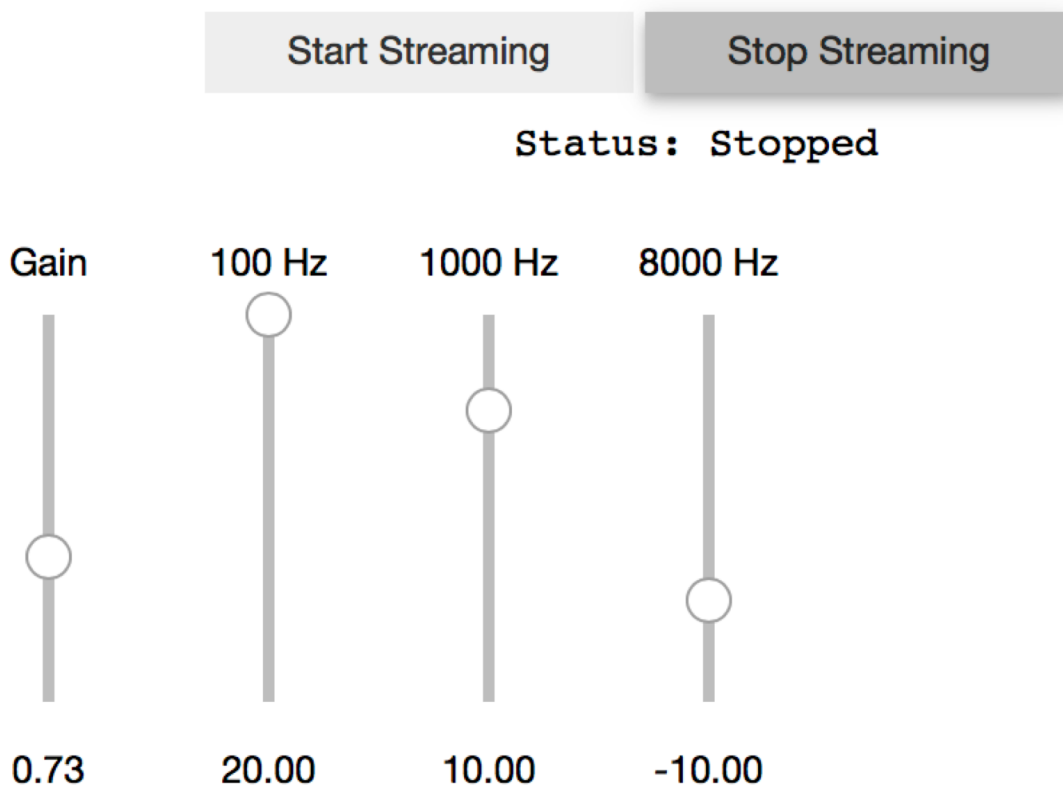 Start Streaming Stop Streaming
Status: Stopped
Gain 100 Hz 1000 Hz 8000 Hz
0.73 20.00 10.00 -10.00